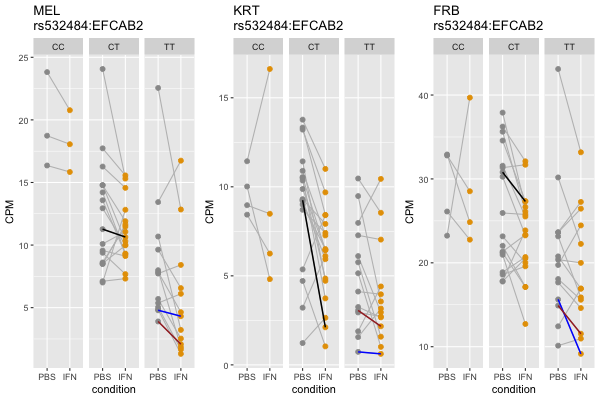 MEL
rs532484:EFCAB2
CC CT TT
25
20
15
10
5
CPM
PBS IFN PBS IFN PBS IFN
condition
KRT
rs532484:EFCAB2
CC CT TT
15
10
5
0
CPM
PBS IFN PBS IFN PBS IFN
condition
FRB
rs532484:EFCAB2
CC CT TT
40
30
20
10
CPM
PBS IFN PBS IFN PBS IFN
condition